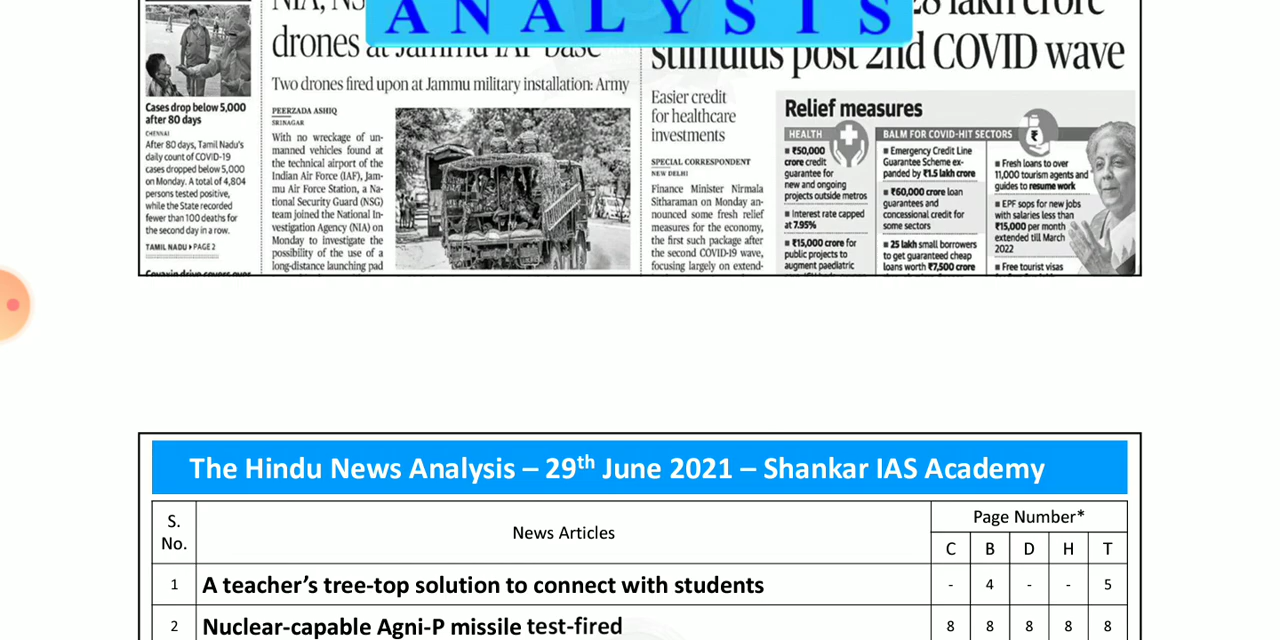 NIA, NS
28 lakh crore
ANALYSIS
drones at Jammu IAF base
stimulus post 2nd COVID wave
Two drones fired upon at Jammu military installation: Army
Cases drop below 5,000
after 80 days
CHENNAI
After 80 days, Tamil Nadu's
daily count of COVID-19
cases dropped below 5,000
on Monday. A total of 4,804
persons tested positive,
while the State recorded
fewer than 100 deaths for
the second day in a row.
TAMIL NADU ▸ PAGE 2
PEERZADA ASHIQ
SRINAGAR
With no wreckage of un-
manned vehicles found at
the technical airport of the
Indian Air Force (IAF), Jam-
mu Air Force Station, a Na-
tional Security Guard (NSG)
team joined the National In-
vestigation Agency (NIA) on
Monday to investigate the
possibility of the use of a
long-distance launching pad
Easier credit
for healthcare
investments
SPECIAL CORRESPONDENT
NEW DELHI
Finance Minister Nirmala
Sitharaman on Monday an-
nounced some fresh relief
measures for the economy,
the first such package after
the second COVID-19 wave,
focusing largely on extend-
Relief measures
HEALTH
■ ₹50,000
crore credit
guarantee for
new and ongoing
projects outside metros
■ Interest rate capped
at 7.95%
■ ₹15,000 crore for
public projects to
augment paediatric
BALM FOR COVID-HIT SECTORS
■ Emergency Credit Line
Guarantee Scheme ex-
panded by ₹1.5 lakh crore
■ ₹60,000 crore loan
guarantees and
concessional credit for
some sectors
■ 25 lakh small borrowers
to get guaranteed cheap
loans worth ₹7,500 crore
■ Fresh loans to over
11,000 tourism agents and
guides to resume work
■ EPF sops for new jobs
with salaries less than
₹15,000 per month
extended till March
2022
■ Free tourist visas
The Hindu News Analysis – 29th June 2021 – Shankar IAS Academy
S. No. News Articles Page Number*
C B D H T
1 A teacher's tree-top solution to connect with students - 4 - - 5
2 Nuclear-capable Agni-P missile test-fired 8 8 8 8 8